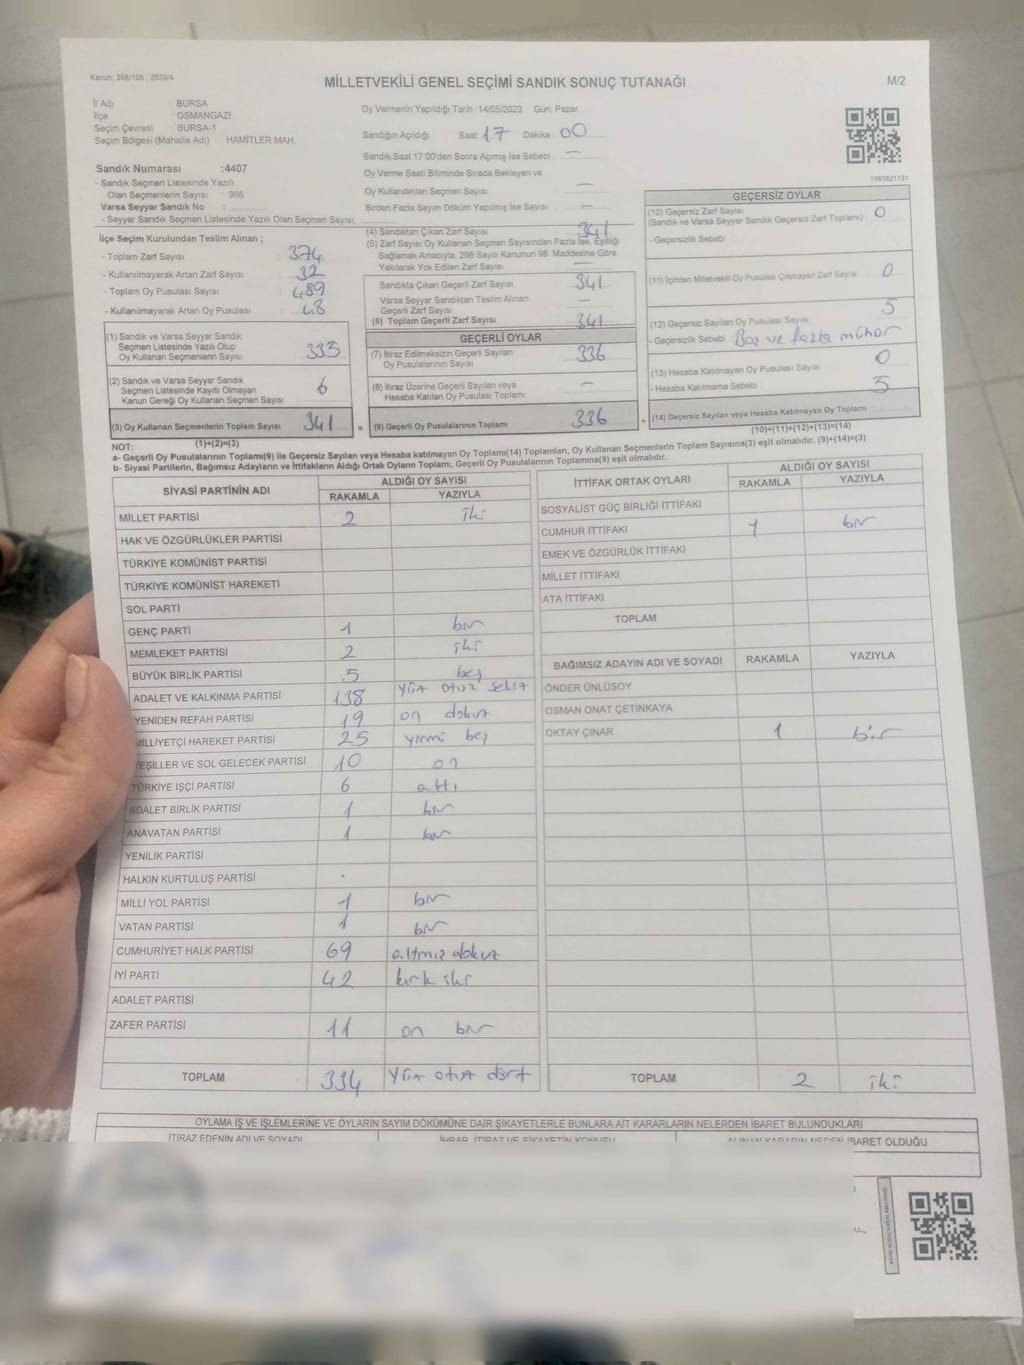 Kanun; 298/105 , 2839/4
MİLLETVEKİLİ GENEL SEÇİMİ SANDIK SONUÇ TUTANAĞI
M/2
İl Adı : BURSA
İlçe : OSMANGAZİ
Seçim Çevresi : BURSA-1
Seçim Bölgesi (Mahalle Adı) : HAMİTLER MAH.
Oy Vermenin Yapıldığı Tarih :14/05/2023 Gün: Pazar
Sandığın Açıldığı Saat: 17 Dakika: 00
Sandık Saat 17:00'den Sonra Açımış İse Sebebi : —
Oy Verme Saati Bitiminde Sırada Bekleyen ve
Oy Kullandırılan Seçmen Sayısı : —
Birden Fazla Sayım Döküm Yapılmış İse Sayısı : —
Sandık Numarası :4407
- Sandık Seçmen Listesinde Yazılı
Olan Seçmenlerin Sayısı : 366
Varsa Seyyar Sandık No :
- Seyyar Sandık Seçmen Listesinde Yazılı Olan Seçmen Sayısı:
İlçe Seçim Kurulundan Teslim Alınan ;
- Toplam Zarf Sayısı : 374
- Kullanılmayarak Artan Zarf Sayısı : 32
- Toplam Oy Pusulası Sayısı : 489
- Kullanılmayarak Artan Oy Pusulası : 48
(1) Sandık ve Varsa Seyyar Sandık
Seçmen Listesinde Yazılı Olup
Oy Kullanan Seçmenlerin Sayısı : 335
(2) Sandık ve Varsa Seyyar Sandık
Seçmen Listesinde Kayıtlı Olmayan
Kanun Gereği Oy Kullanan Seçmen Sayısı : 6
(3) Oy Kullanan Seçmenlerin Toplam Sayısı : 341
(1)+(2)=(3)
(4) Sandıktan Çıkan Zarf Sayısı : 341
(5) Zarf Sayısı Oy Kullanan Seçmen Sayısından Fazla İse, Eşitliği
Sağlamak Amacıyla; 298 Sayılı Kanunun 98. Maddesine Göre
Yakılarak Yok Edilen Zarf Sayısı : —
Sandıkta Çıkan Geçerli Zarf Sayısı : 341
Varsa Seyyar Sandıktan Teslim Alınan
Geçerli Zarf Sayısı : —
(6) Toplam Geçerli Zarf Sayısı : 341
GEÇERLİ OYLAR
(7) İtiraz Edilmeksizin Geçerli Sayılan
Oy Pusulalarının Sayısı : 336
(8) İtiraz Üzerine Geçerli Sayılan veya
Hesaba Katılan Oy Pusulası Toplamı : —
= (9) Geçerli Oy Pusulalarının Toplamı : 336
1683821181
GEÇERSİZ OYLAR
(10) Geçersiz Zarf Sayısı : 0
(Sandık ve Varsa Seyyar Sandık Geçersiz Zarf Toplamı)
- Geçersizlik Sebebi :
(11) İçinden Milletvekili Oy Pusulası Çıkmayan Zarf Sayısı : 0
(12) Geçersiz Sayılan Oy Pusulası Sayısı : 5
- Geçersizlik Sebebi : Boş ve fazla mühür
(13) Hesaba Katılmayan Oy Pusulası Sayısı : 0
- Hesaba Katılmama Sebebi :
5
+ (14) Geçersiz Sayılan veya Hesaba Katılmayan Oy Toplamı
(10)+(11)+(12)+(13)=(14)
NOT:
a- Geçerli Oy Pusulalarının Toplamı(9) ile Geçersiz Sayılan veya Hesaba katılmayan Oy Toplamı(14) Toplamları, Oy Kullanan Seçmenlerin Toplam Sayısına(3) eşit olmalıdır. (9)+(14)=(3)
b- Siyasi Partilerin, Bağımsız Adayların ve İttifakların Aldığı Ortak Oyların Toplamı, Geçerli Oy Pusulalarının Toplamına(9) eşit olmalıdır.
SİYASİ PARTİNİN ADI ALDIĞI OY SAYISI
RAKAMLA YAZIYLA
MİLLET PARTİSİ 2 iki
HAK VE ÖZGÜRLÜKLER PARTİSİ
TÜRKİYE KOMÜNİST PARTİSİ
TÜRKİYE KOMÜNİST HAREKETİ
SOL PARTİ
GENÇ PARTİ 1 bir
MEMLEKET PARTİSİ 2 iki
BÜYÜK BİRLİK PARTİSİ 5 beş
ADALET VE KALKINMA PARTİSİ 138 yüz otuz sekiz
YENİDEN REFAH PARTİSİ 19 on dokuz
MİLLİYETÇİ HAREKET PARTİSİ 25 yirmi beş
YEŞİLLER VE SOL GELECEK PARTİSİ 10 on
TÜRKİYE İŞÇİ PARTİSİ 6 altı
ADALET BİRLİK PARTİSİ 1 bir
ANAVATAN PARTİSİ 1 bir
YENİLİK PARTİSİ
HALKIN KURTULUŞ PARTİSİ
MİLLİ YOL PARTİSİ 1 bir
VATAN PARTİSİ 1 bir
CUMHURİYET HALK PARTİSİ 69 altmış dokuz
İYİ PARTİ 42 kırk iki
ADALET PARTİSİ
ZAFER PARTİSİ 11 on bir
TOPLAM 334 yüz otuz dört
İTTİFAK ORTAK OYLARI ALDIĞI OY SAYISI
RAKAMLA YAZIYLA
SOSYALİST GÜÇ BİRLİĞİ İTTİFAKI
CUMHUR İTTİFAKI 1 bir
EMEK VE ÖZGÜRLÜK İTTİFAKI
MİLLET İTTİFAKI
ATA İTTİFAKI
TOPLAM
BAĞIMSIZ ADAYIN ADI VE SOYADI RAKAMLA YAZIYLA
ÖNDER ÜNLÜSOY
OSMAN ONAT ÇETİNKAYA
OKTAY ÇINAR 1 bir
TOPLAM 2 iki
OYLAMA İŞ VE İŞLEMLERİNE VE OYLARIN SAYIM DÖKÜMÜNE DAİR ŞİKAYETLERLE BUNLARA AİT KARARLARIN NELERDEN İBARET BULUNDUKLARI
İTİRAZ EDENİN ADI VE SOYADI İHBAR, İTİRAZ VE ŞİKAYETİN KONUSU ALINAN KARARIN NEDEN İBARET OLDUĞU